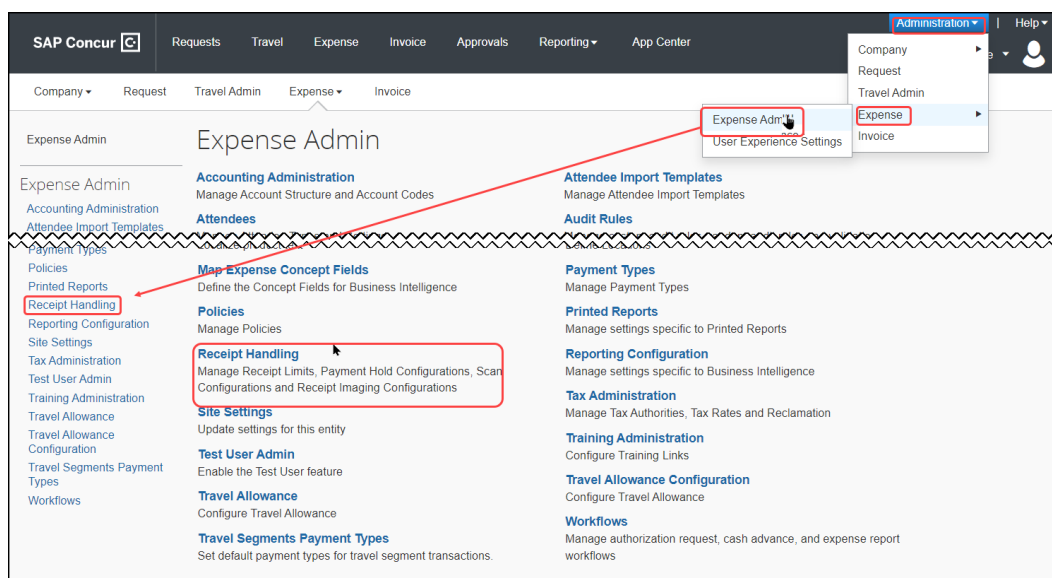 Administration ▾ | Help ▾
SAP Concur C Requests Travel Expense Invoice Approvals Reporting ▾ App Center
Company
Request
Travel Admin
Expense
Invoice
Expense Admin
User Experience Settings
Company ▾ Request Travel Admin Expense ▾ Invoice
Expense Admin
Expense Admin
Accounting Administration
Attendee Import Templates
Payment Types
Policies
Printed Reports
Receipt Handling
Reporting Configuration
Site Settings
Tax Administration
Test User Admin
Training Administration
Travel Allowance
Travel Allowance
Configuration
Travel Segments Payment
Types
Workflows
Expense Admin
Accounting Administration
Manage Account Structure and Account Codes
Attendees
Map Expense Concept Fields
Define the Concept Fields for Business Intelligence
Policies
Manage Policies
Receipt Handling
Manage Receipt Limits, Payment Hold Configurations, Scan
Configurations and Receipt Imaging Configurations
Site Settings
Update settings for this entity
Test User Admin
Enable the Test User feature
Travel Allowance
Configure Travel Allowance
Travel Segments Payment Types
Set default payment types for travel segment transactions.
Attendee Import Templates
Manage Attendee Import Templates
Audit Rules
Payment Types
Manage Payment Types
Printed Reports
Manage settings specific to Printed Reports
Reporting Configuration
Manage settings specific to Business Intelligence
Tax Administration
Manage Tax Authorities, Tax Rates and Reclamation
Training Administration
Configure Training Links
Travel Allowance Configuration
Configure Travel Allowance
Workflows
Manage authorization request, cash advance, and expense report
workflows